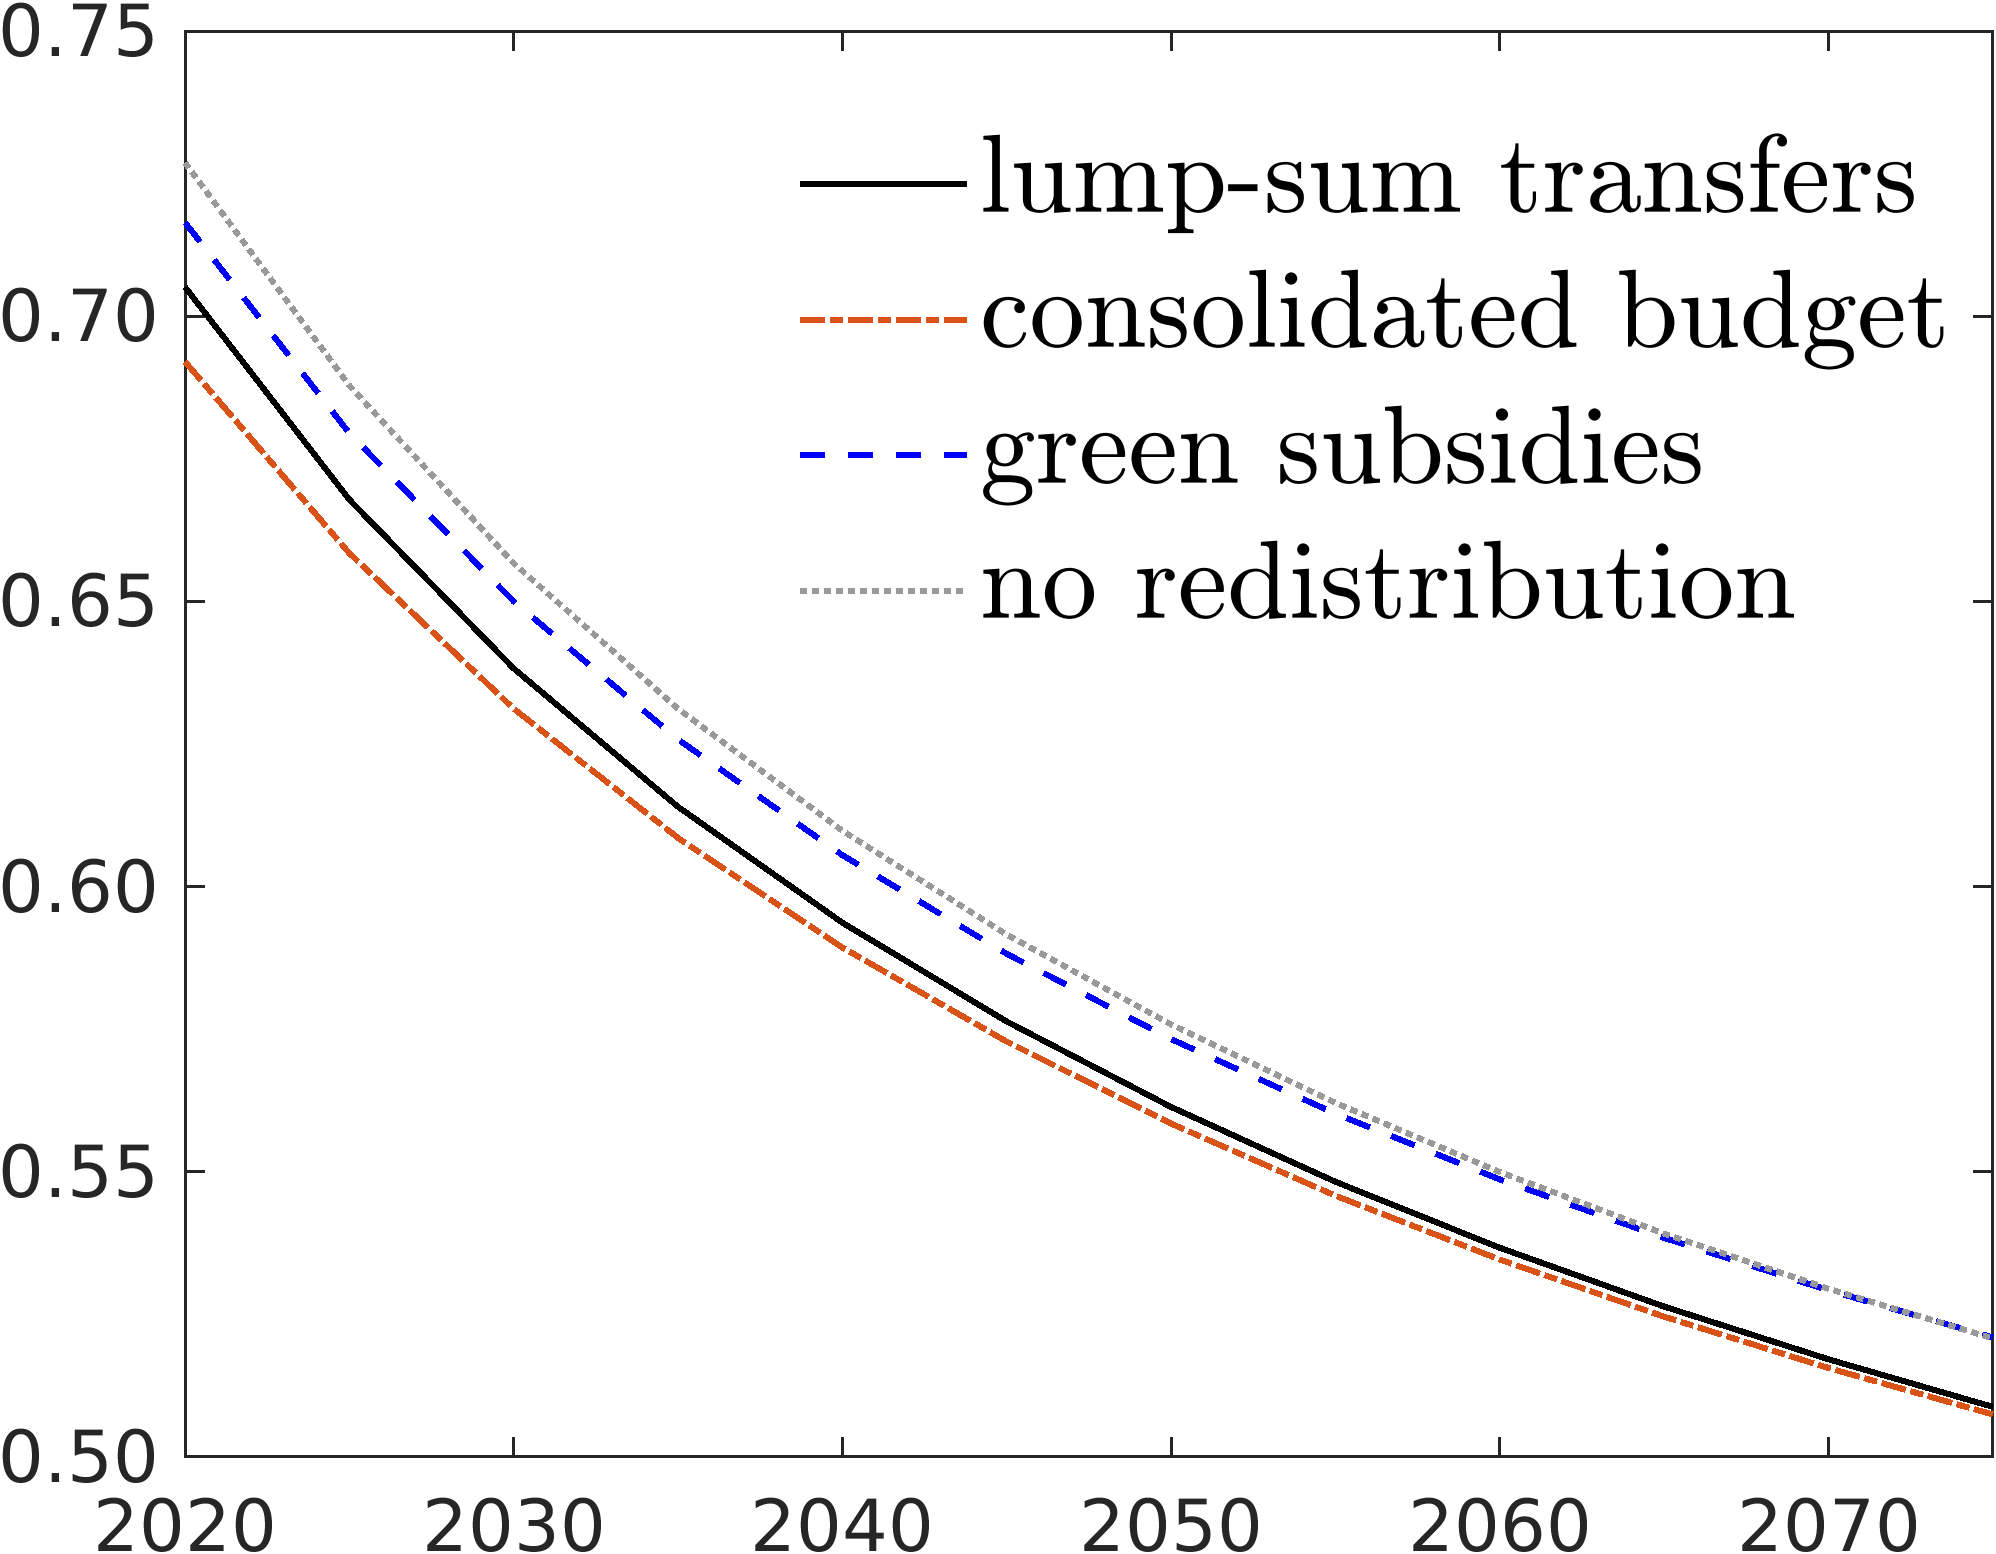 0.75
lump-sum transfers
0.70
consolidated budget
green subsidies
0.65
no redistribution
0.60
0.55
0.50
2020 2030 2040 2050 2060 2070